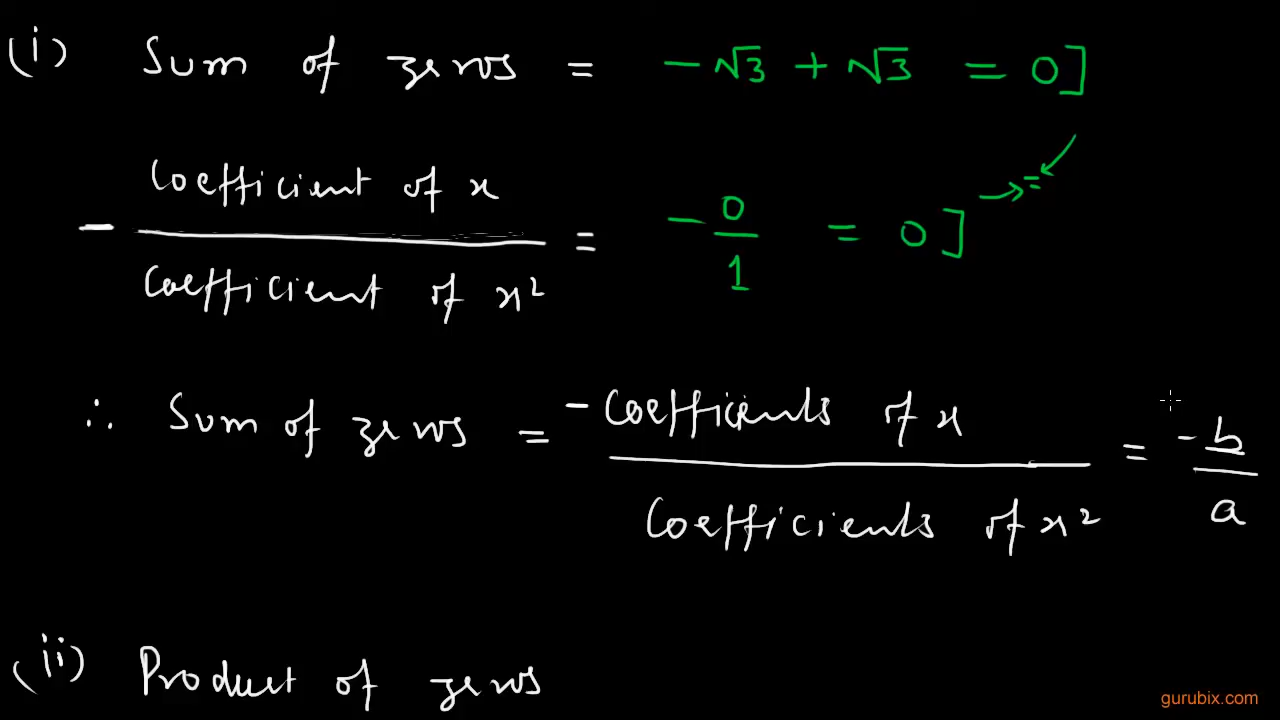 (i) Sum of zeros = -√3 + √3 = 0]
- Coefficient of x / Coefficient of x² = - 0/1 = 0] → = ←
∴ Sum of zeros = - Coefficients of x / Coefficients of x² = -b/a
(ii) Product of zeros
gurubix.com